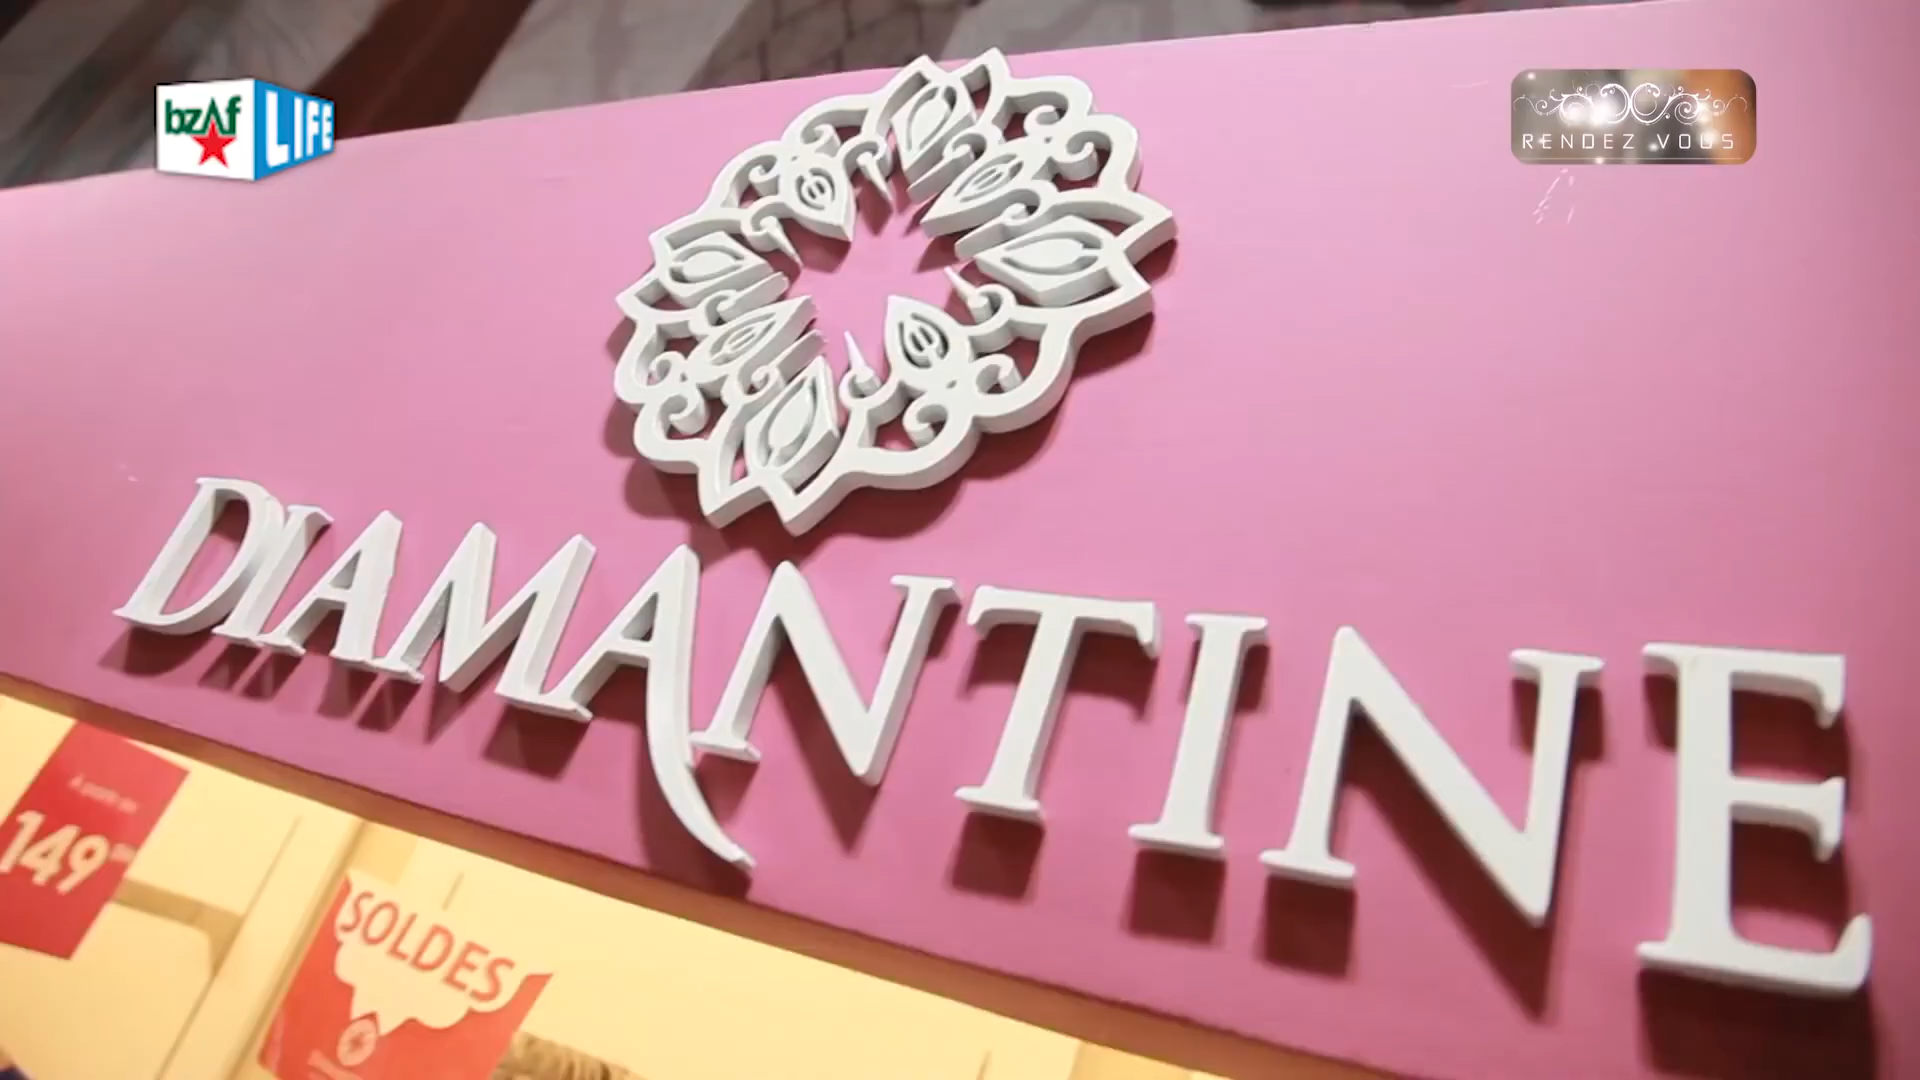 bzAf
LIFE
RENDEZ VOUS
DIAMANTINE
149
SOLDES